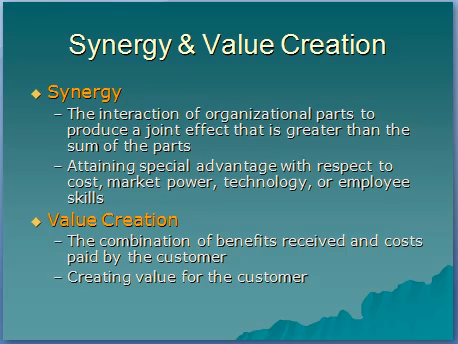 Synergy & Value Creation
◆ Synergy
– The interaction of organizational parts to
produce a joint effect that is greater than the
sum of the parts
– Attaining special advantage with respect to
cost, market power, technology, or employee
skills
◆ Value Creation
– The combination of benefits received and costs
paid by the customer
– Creating value for the customer